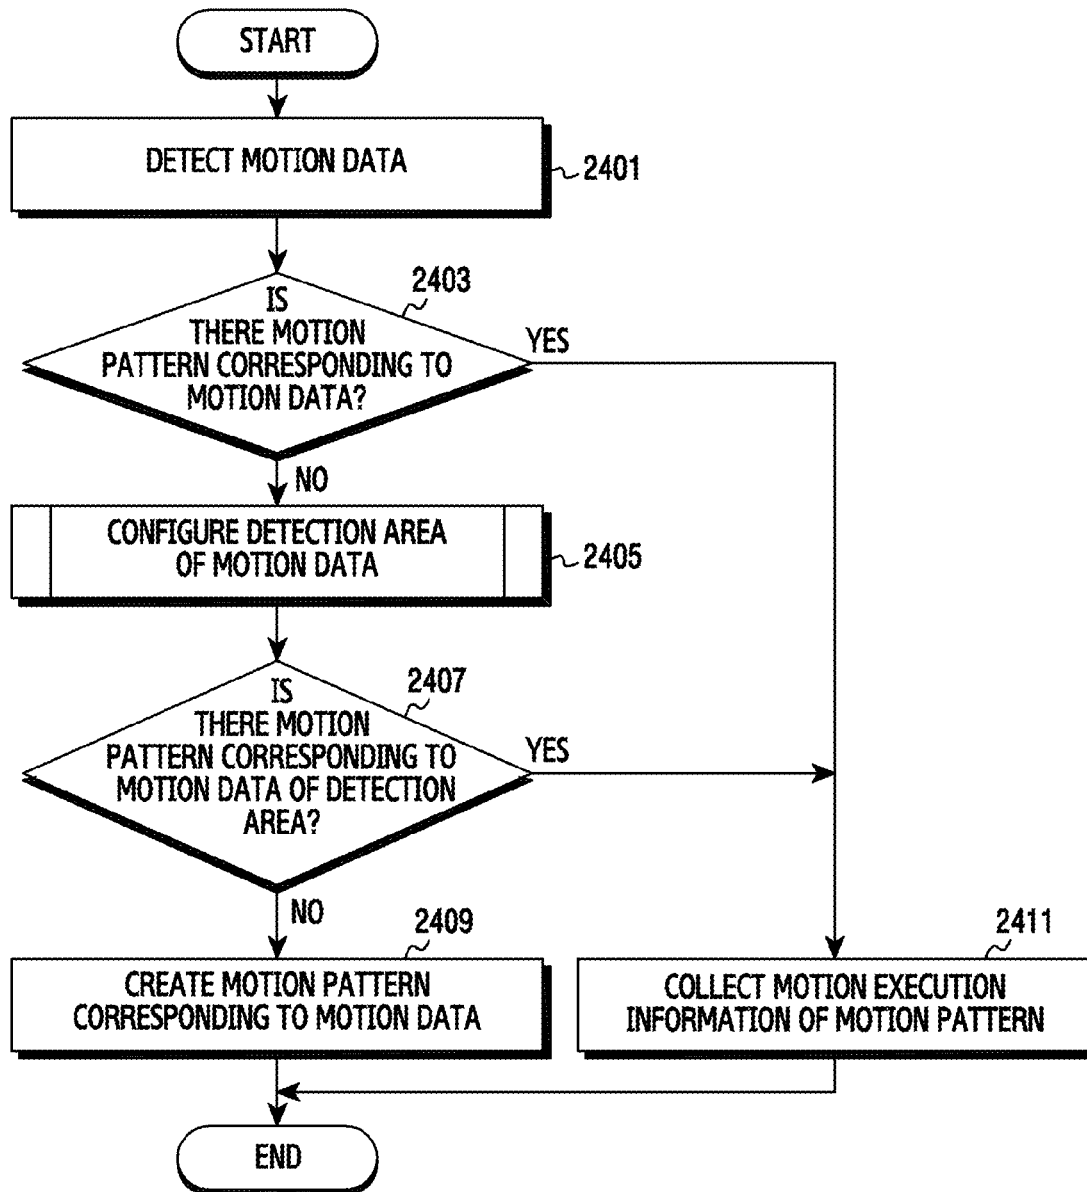 START
DETECT MOTION DATA
2401
2403
IS
THERE MOTION
PATTERN CORRESPONDING TO
MOTION DATA?
YES
NO
CONFIGURE DETECTION AREA
OF MOTION DATA
2405
2407
IS
THERE MOTION
PATTERN CORRESPONDING TO
MOTION DATA OF DETECTION
AREA?
YES
NO
2409
CREATE MOTION PATTERN
CORRESPONDING TO MOTION DATA
2411
COLLECT MOTION EXECUTION
INFORMATION OF MOTION PATTERN
END